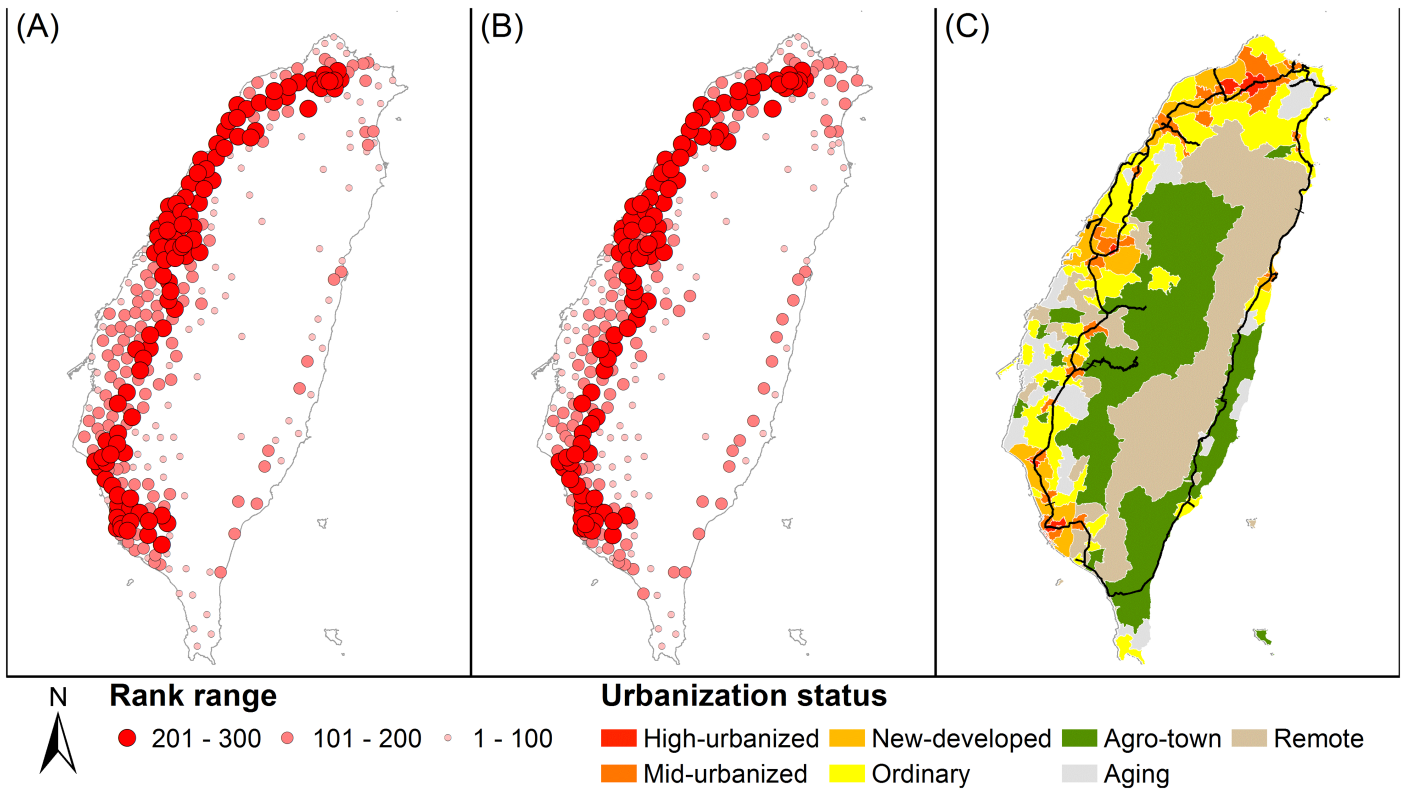 (A)
(B)
(C)
N
Rank range
201 - 300
101 - 200
1 - 100
Urbanization status
High-urbanized
New-developed
Agro-town
Remote
Mid-urbanized
Ordinary
Aging